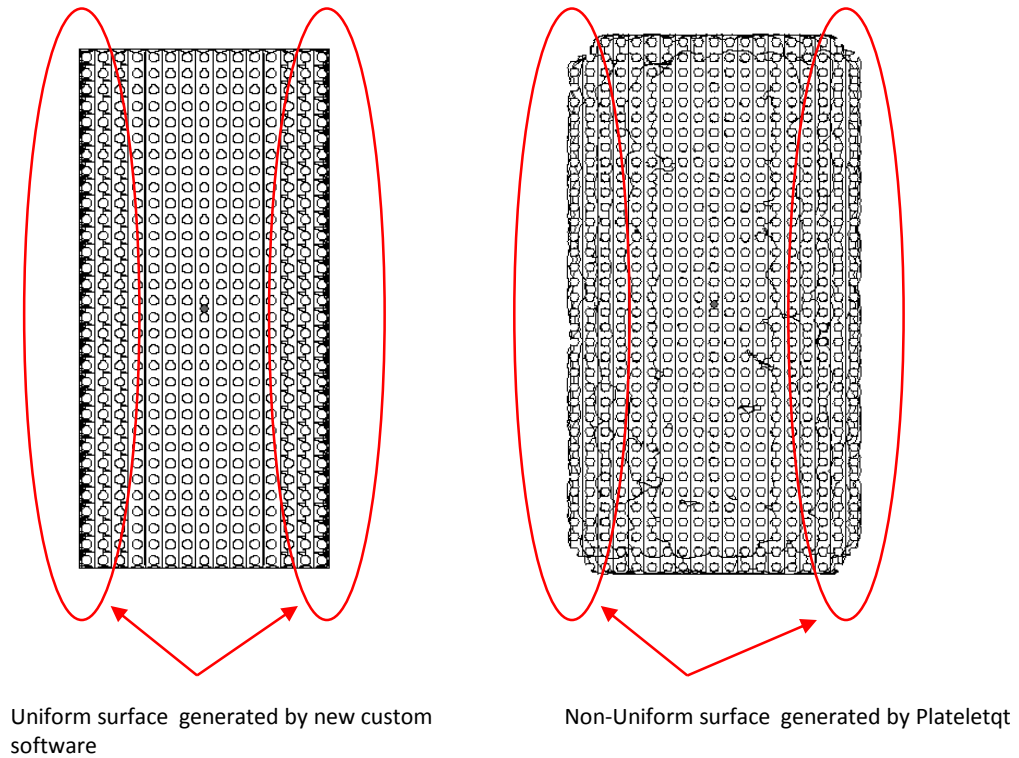 Uniform surface generated by new custom
software
Non-Uniform surface generated by Plateletqt